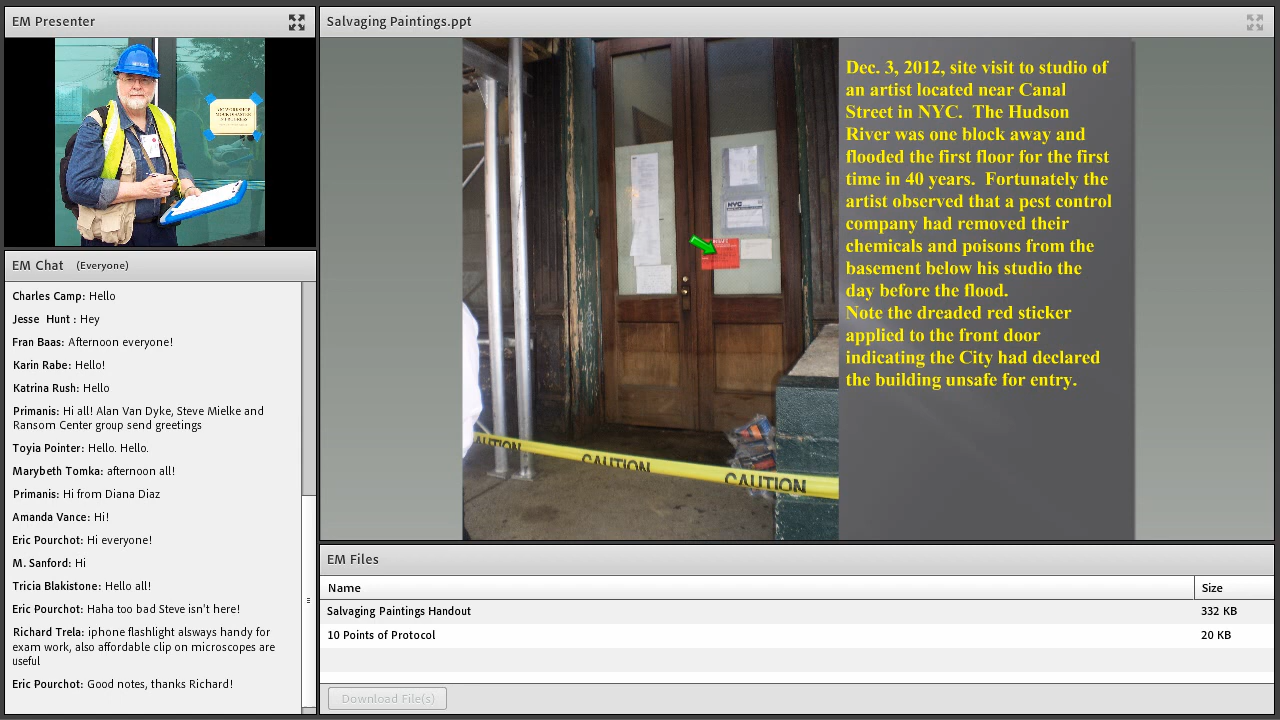 EM Presenter
EM Chat (Everyone)
Charles Camp: Hello
Jesse Hunt : Hey
Fran Baas: Afternoon everyone!
Karin Rabe: Hello!
Katrina Rush: Hello
Primanis: Hi all! Alan Van Dyke, Steve Mielke and
Ransom Center group send greetings
Toyia Pointer: Hello. Hello.
Marybeth Tomka: afternoon all!
Primanis: Hi from Diana Diaz
Amanda Vance: Hi!
Eric Pourchot: Hi everyone!
M. Sanford: Hi
Tricia Blakistone: Hello all!
Eric Pourchot: Haha too bad Steve isn't here!
Richard Trela: iphone flashlight alsways handy for
exam work, also affordable clip on microscopes are
useful
Eric Pourchot: Good notes, thanks Richard!
Salvaging Paintings.ppt
NYC
CAUTION
CAUTION
CAUTION
Dec. 3, 2012, site visit to studio of
an artist located near Canal
Street in NYC. The Hudson
River was one block away and
flooded the first floor for the first
time in 40 years. Fortunately the
artist observed that a pest control
company had removed their
chemicals and poisons from the
basement below his studio the
day before the flood.
Note the dreaded red sticker
applied to the front door
indicating the City had declared
the building unsafe for entry.
EM Files
Name Size
Salvaging Paintings Handout 332 KB
10 Points of Protocol 20 KB
Download File(s)